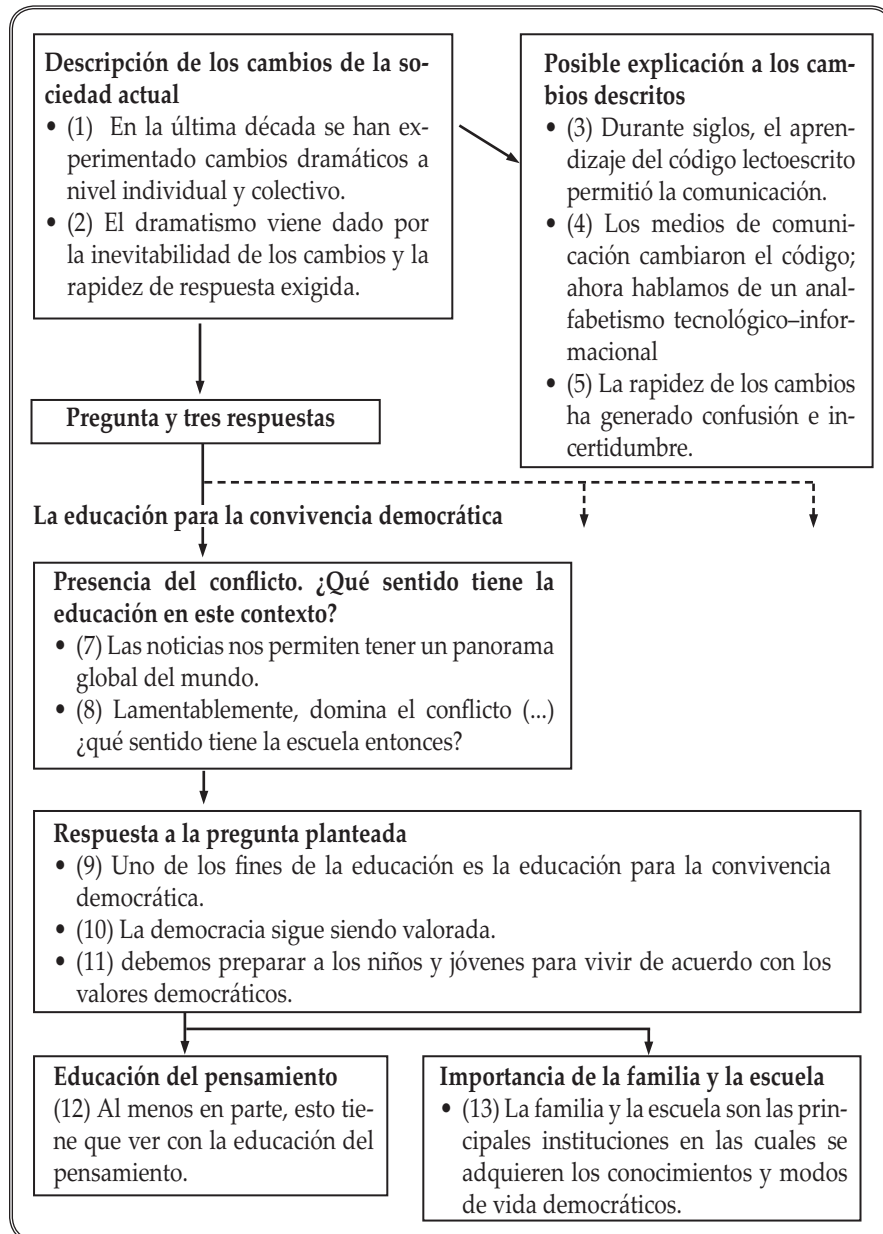 Descripción de los cambios de la so-
ciedad actual
• (1) En la última década se han ex-
perimentado cambios dramáticos a
nivel individual y colectivo.
• (2) El dramatismo viene dado por
la inevitabilidad de los cambios y la
rapidez de respuesta exigida.
Posible explicación a los cam-
bios descritos
• (3) Durante siglos, el apren-
dizaje del código lectoescrito
permitió la comunicación.
• (4) Los medios de comuni-
cación cambiaron el código;
ahora hablamos de un anal-
fabetismo tecnológico–infor-
macional
• (5) La rapidez de los cambios
ha generado confusión e in-
certidumbre.
Pregunta y tres respuestas
La educación para la convivencia democrática
Presencia del conflicto. ¿Qué sentido tiene la
educación en este contexto?
• (7) Las noticias nos permiten tener un panorama
global del mundo.
• (8) Lamentablemente, domina el conflicto (...)
¿qué sentido tiene la escuela entonces?
Respuesta a la pregunta planteada
• (9) Uno de los fines de la educación es la educación para la convivencia
democrática.
• (10) La democracia sigue siendo valorada.
• (11) debemos preparar a los niños y jóvenes para vivir de acuerdo con los
valores democráticos.
Educación del pensamiento
(12) Al menos en parte, esto tie-
ne que ver con la educación del
pensamiento.
Importancia de la familia y la escuela
• (13) La familia y la escuela son las prin-
cipales instituciones en las cuales se
adquieren los conocimientos y modos
de vida democráticos.